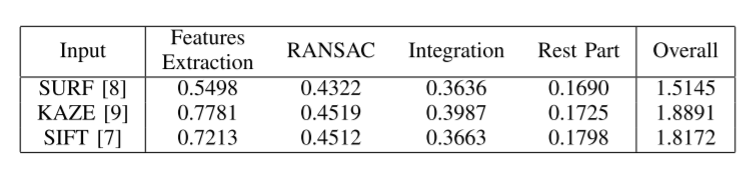 Input Features Extraction RANSAC Integration Rest Part Overall
SURF [8] 0.5498 0.4322 0.3636 0.1690 1.5145
KAZE [9] 0.7781 0.4519 0.3987 0.1725 1.8891
SIFT [7] 0.7213 0.4512 0.3663 0.1798 1.8172